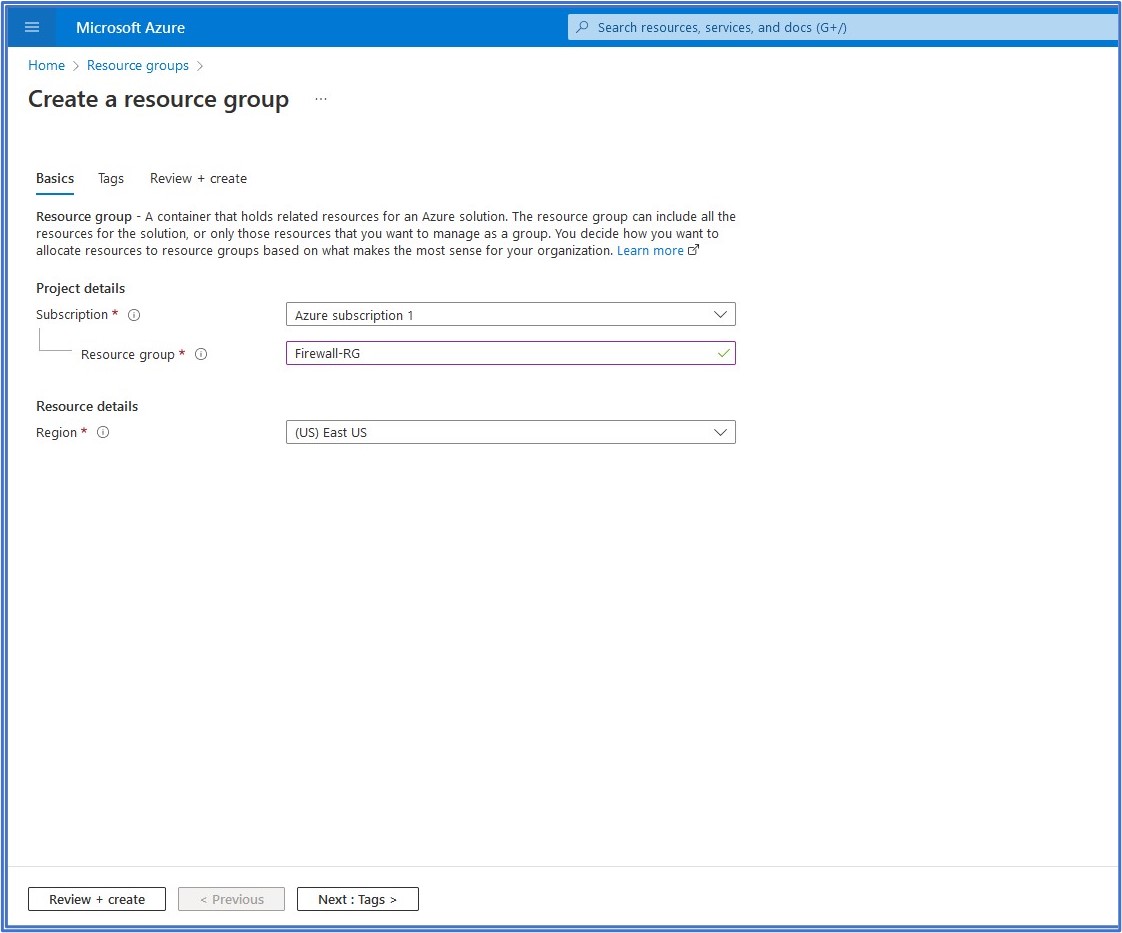 Microsoft Azure
Search resources, services, and docs (G+/)
Home > Resource groups >
Create a resource group ...
Basics Tags Review + create
Resource group - A container that holds related resources for an Azure solution. The resource group can include all the
resources for the solution, or only those resources that you want to manage as a group. You decide how you want to
allocate resources to resource groups based on what makes the most sense for your organization. Learn more
Project details
Subscription *
Azure subscription 1
Resource group *
Firewall-RG
Resource details
Region *
(US) East US
Review + create
< Previous
Next : Tags >